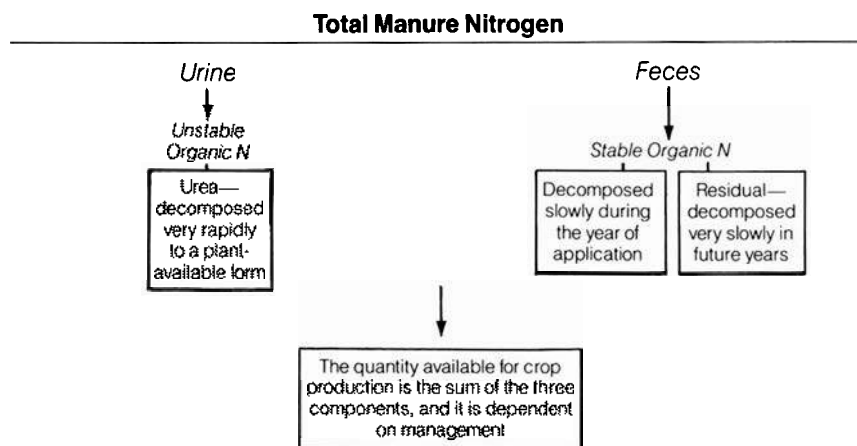 Total Manure Nitrogen
Urine
Feces
Unstable
Organic N
Urea—
decomposed
very rapidly
to a plant-
available form
Stable Organic N
Decomposed
slowly during
the year of
application
Residual—
decomposed
very slowly in
future years
The quantity available for crop
production is the sum of the three
components, and it is dependent
on management